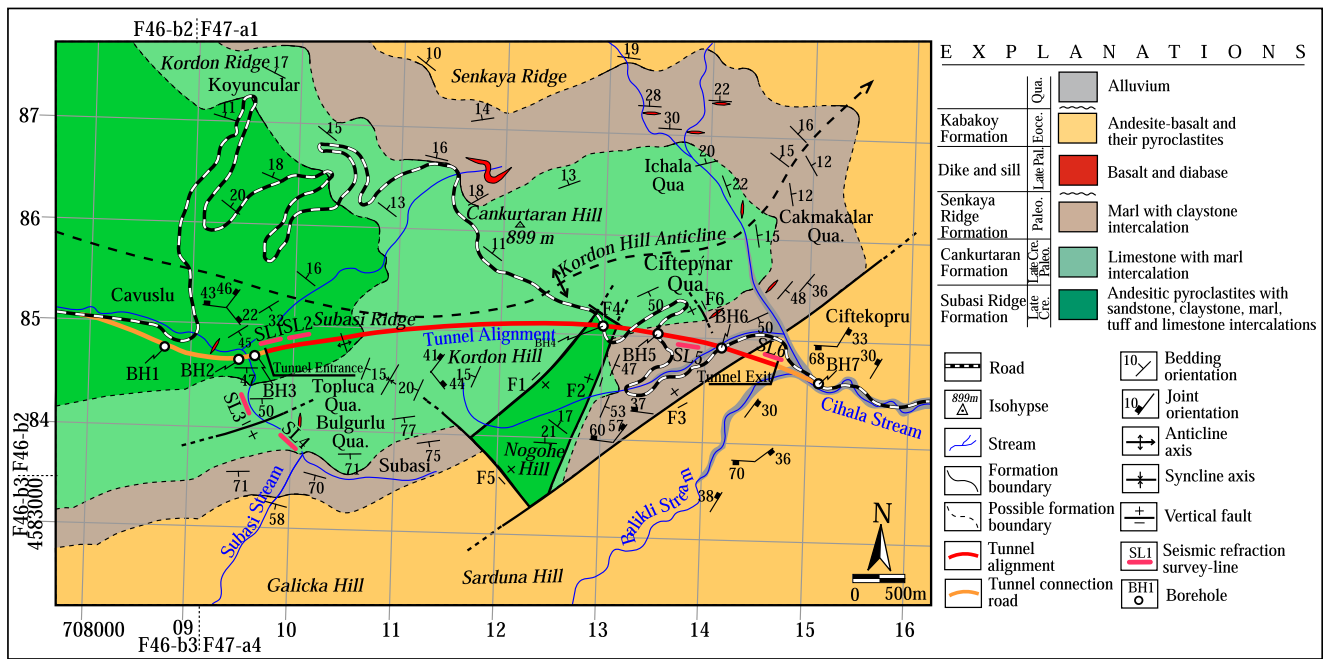 F46-b2 F47-a1
Kordon Ridge
17
Koyuncular
11
10
Senkaya Ridge
19
28
22
30
14
87
15
16
18
20
13
18
13
Ichala
Qua
20
22
16
15
12
12
Cakmakalar
Qua.
15
86
Cankurtaran Hill
899 m
11
Kordon Hill Anticline
16
Cavuslu
43
46
22
32
Ciftepınar
Qua.
50
48
36
85
SL1
SL2
Subasi Ridge
Tunnel Alignment
BH4
F4
F6
BH6
50
Ciftekopru
33
68
30
BH1
BH2
45
47
BH3
Tunnel Entrance
Kordon Hill
41
44
15
15
20
F1
F2
BH5
47
SL5
SL6
Tunnel Exit
BH7
Topluca
Qua.
Bulgurlu
Qua.
SL3
50
SL4
77
75
Subasi
17
21
Nogohe
Hill
53
37
57
60
F3
30
Cihala Stream
84
71
71
70
58
F5
70
36
38
Subasi Stream
Balikli Stream
Galicka Hill
Sarduna Hill
N
0 500m
F46-b3 F46-b2
4583000
708000 09 10 11 12 13 14 15 16
F46-b3 F47-a4
E X P L A N A T I O N S
Qua.
Alluvium
Kabakoy
Formation
Eoce.
Andesite-basalt and
their pyroclastites
Dike and sill
Late Pal.
Basalt and diabase
Senkaya
Ridge
Formation
Paleo.
Marl with claystone
intercalation
Cankurtaran
Formation
Late Cre.
Paleo.
Limestone with marl
intercalation
Subasi Ridge
Formation
Late
Cre.
Andesitic pyroclastites with
sandstone, claystone, marl,
tuff and limestone intercalations
Road
899m
Isohypse
Stream
Formation
boundary
Possible formation
boundary
Tunnel
alignment
Tunnel connection
road
10
Bedding
orientation
10
Joint
orientation
Anticline
axis
Syncline axis
Vertical fault
SL1
Seismic refraction
survey-line
BH1
Borehole